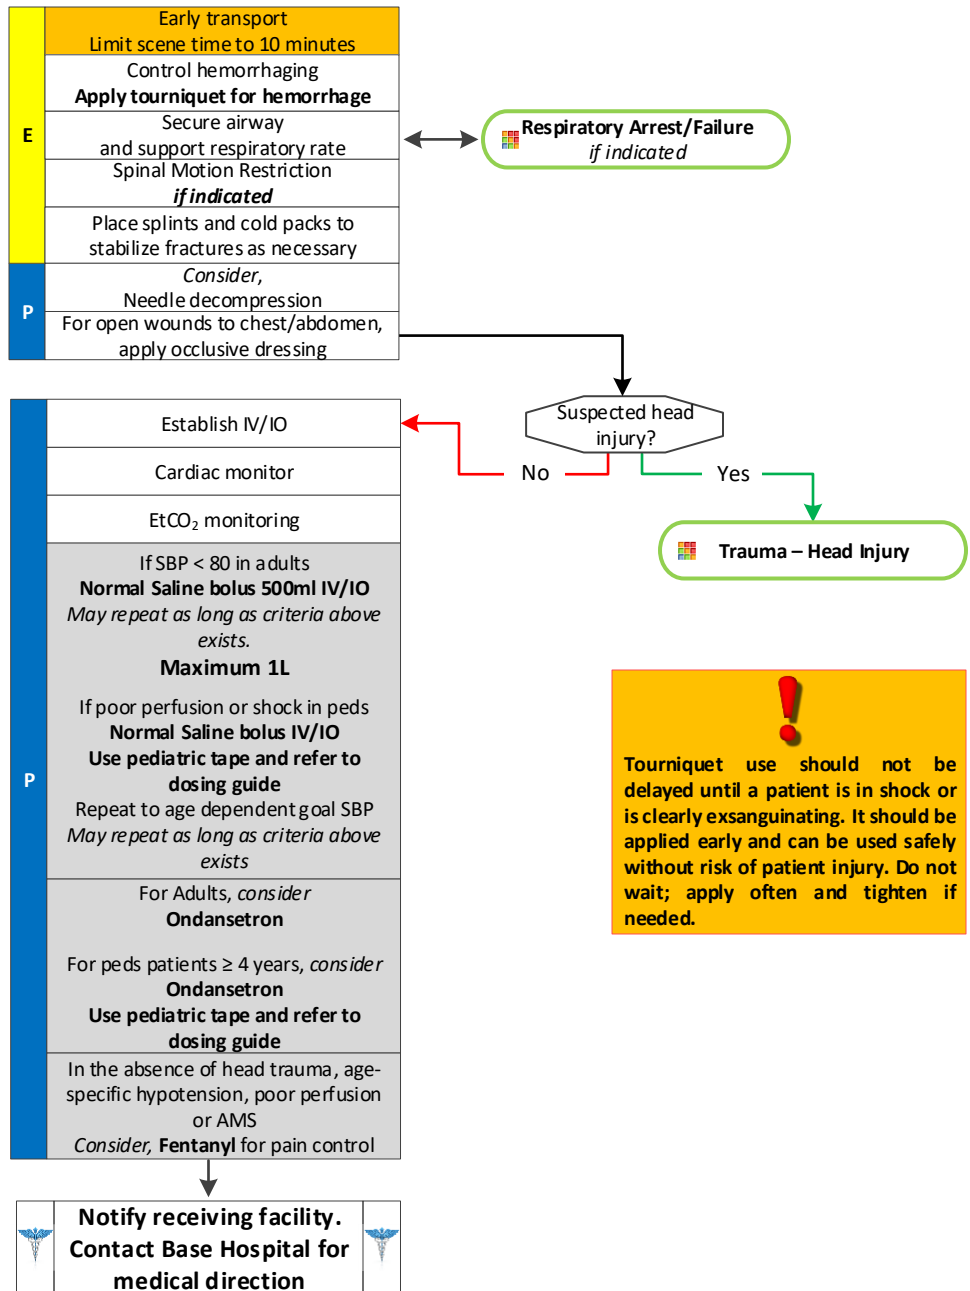 Early transport
Limit scene time to 10 minutes
Control hemorrhaging
Apply tourniquet for hemorrhage
E
Secure airway
and support respiratory rate
Respiratory Arrest/Failure
if indicated
Spinal Motion Restriction
if indicated
Place splints and cold packs to
stabilize fractures as necessary
P
Consider,
Needle decompression
For open wounds to chest/abdomen,
apply occlusive dressing
Suspected head
injury?
No
Yes
Trauma – Head Injury
Establish IV/IO
Cardiac monitor
EtCO₂ monitoring
P
If SBP < 80 in adults
Normal Saline bolus 500ml IV/IO
May repeat as long as criteria above
exists.
Maximum 1L
If poor perfusion or shock in peds
Normal Saline bolus IV/IO
Use pediatric tape and refer to
dosing guide
Repeat to age dependent goal SBP
May repeat as long as criteria above
exists
For Adults, consider
Ondansetron
For peds patients ≥ 4 years, consider
Ondansetron
Use pediatric tape and refer to
dosing guide
In the absence of head trauma, age-
specific hypotension, poor perfusion
or AMS
Consider, Fentanyl for pain control
Tourniquet use should not be
delayed until a patient is in shock or
is clearly exsanguinating. It should be
applied early and can be used safely
without risk of patient injury. Do not
wait; apply often and tighten if
needed.
Notify receiving facility.
Contact Base Hospital for
medical direction